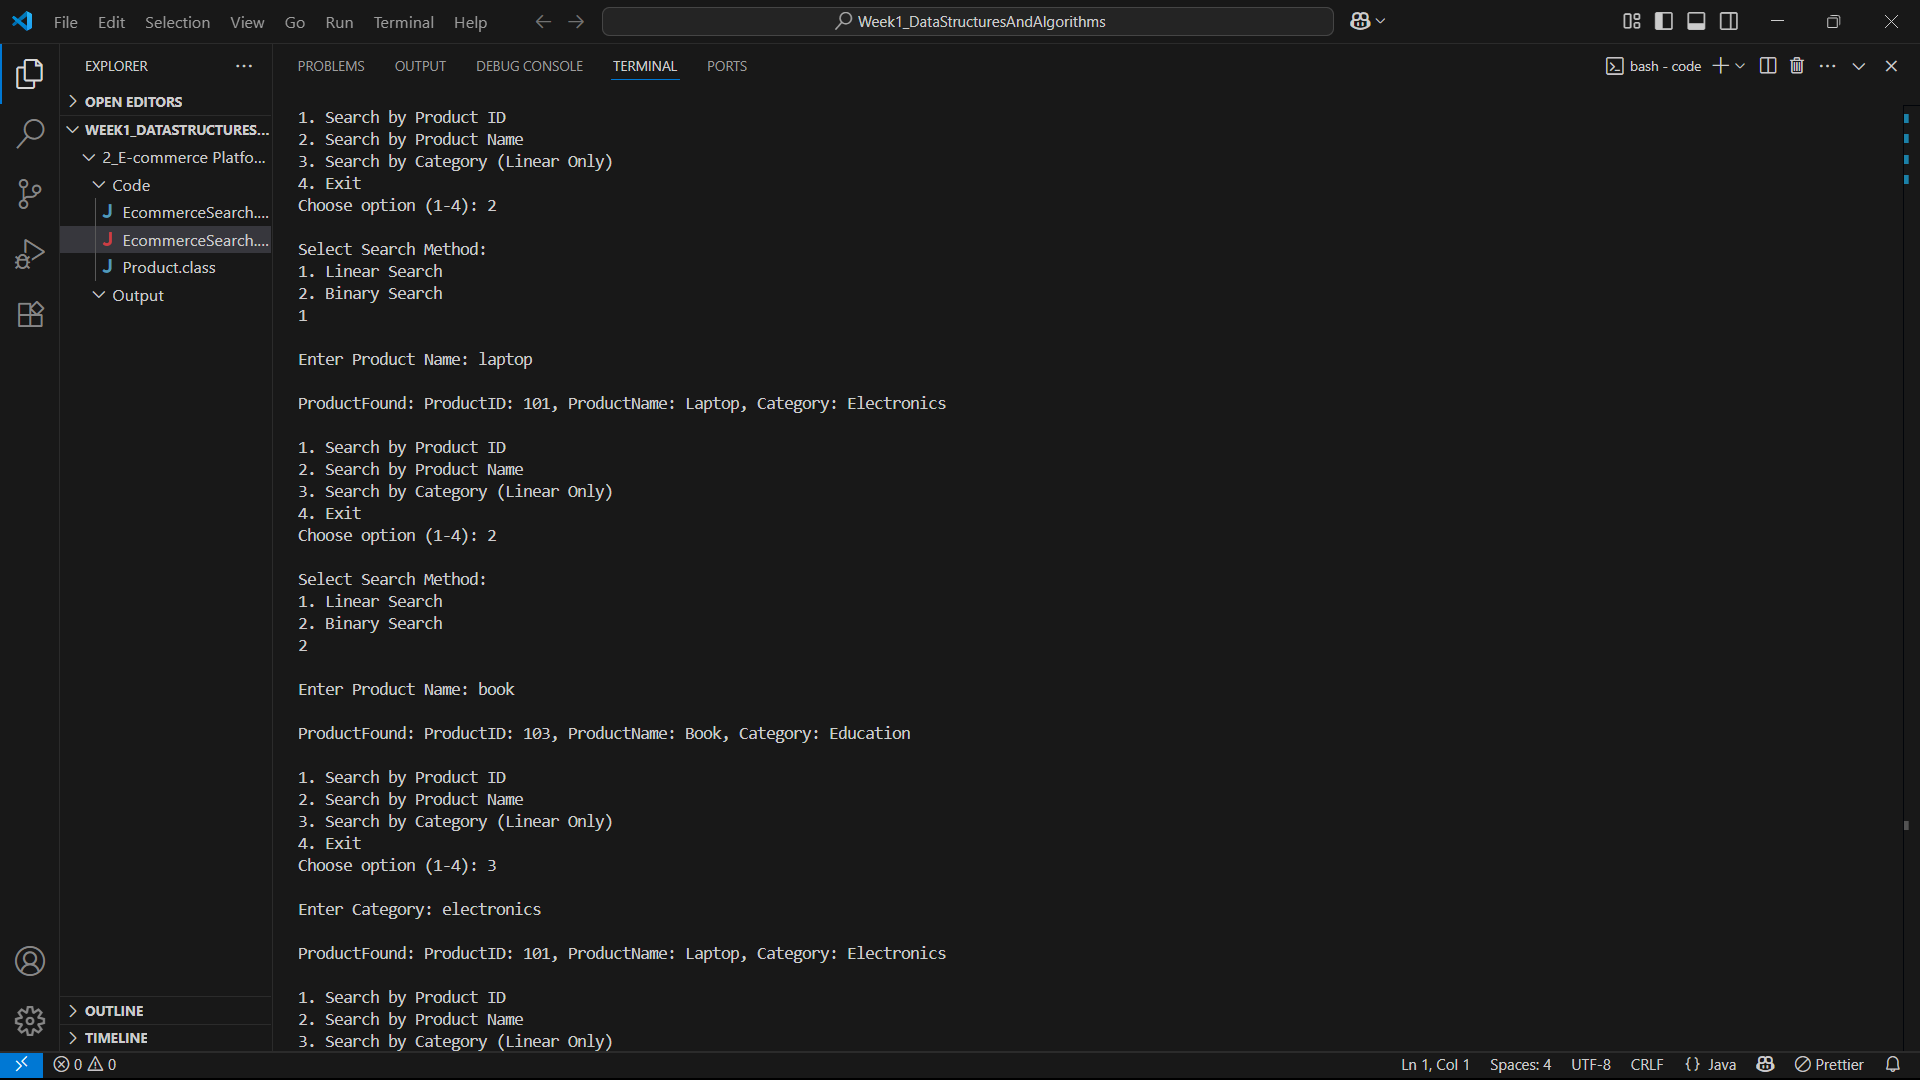 File Edit Selection View Go Run Terminal Help
Week1_DataStructuresAndAlgorithms
EXPLORER
OPEN EDITORS
WEEK1_DATASTRUCTURES...
2_E-commerce Platfo...
Code
J EcommerceSearch....
J EcommerceSearch....
J Product.class
Output
OUTLINE
TIMELINE
PROBLEMS OUTPUT DEBUG CONSOLE TERMINAL PORTS
bash - code
1. Search by Product ID
2. Search by Product Name
3. Search by Category (Linear Only)
4. Exit
Choose option (1-4): 2
Select Search Method:
1. Linear Search
2. Binary Search
1
Enter Product Name: laptop
ProductFound: ProductID: 101, ProductName: Laptop, Category: Electronics
1. Search by Product ID
2. Search by Product Name
3. Search by Category (Linear Only)
4. Exit
Choose option (1-4): 2
Select Search Method:
1. Linear Search
2. Binary Search
2
Enter Product Name: book
ProductFound: ProductID: 103, ProductName: Book, Category: Education
1. Search by Product ID
2. Search by Product Name
3. Search by Category (Linear Only)
4. Exit
Choose option (1-4): 3
Enter Category: electronics
ProductFound: ProductID: 101, ProductName: Laptop, Category: Electronics
1. Search by Product ID
2. Search by Product Name
3. Search by Category (Linear Only)
0 0
Ln 1, Col 1 Spaces: 4 UTF-8 CRLF {} Java Prettier